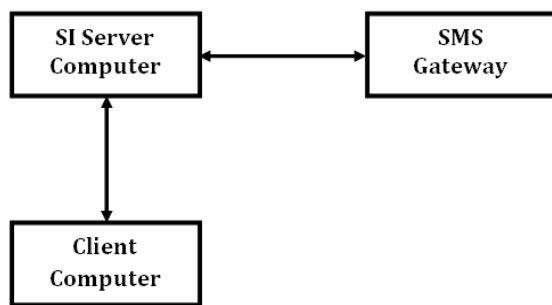 SI Server
Computer
SMS
Gateway
Client
Computer